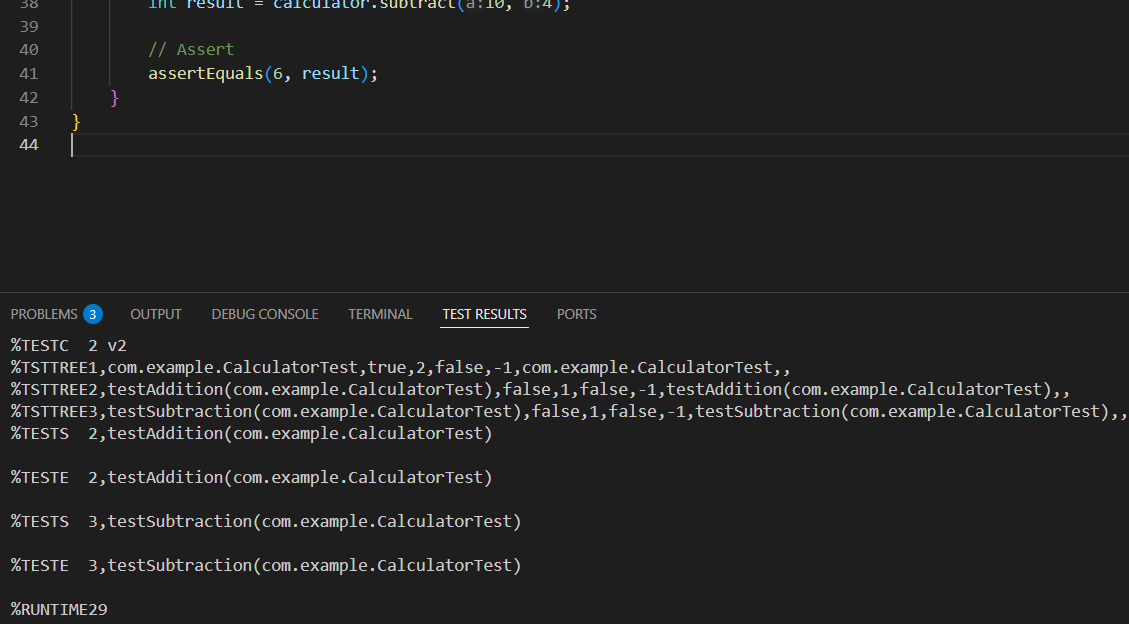 38 int result = calculator.subtract(a:10, b:4);
39
40 // Assert
41 assertEquals(6, result);
42 }
43 }
44
PROBLEMS 3 OUTPUT DEBUG CONSOLE TERMINAL TEST RESULTS PORTS
%TESTC  2 v2
%TSTTREE1,com.example.CalculatorTest,true,2,false,-1,com.example.CalculatorTest,,
%TSTTREE2,testAddition(com.example.CalculatorTest),false,1,false,-1,testAddition(com.example.CalculatorTest),,
%TSTTREE3,testSubtraction(com.example.CalculatorTest),false,1,false,-1,testSubtraction(com.example.CalculatorTest),,
%TESTS  2,testAddition(com.example.CalculatorTest)
%TESTE  2,testAddition(com.example.CalculatorTest)
%TESTS  3,testSubtraction(com.example.CalculatorTest)
%TESTE  3,testSubtraction(com.example.CalculatorTest)
%RUNTIME29